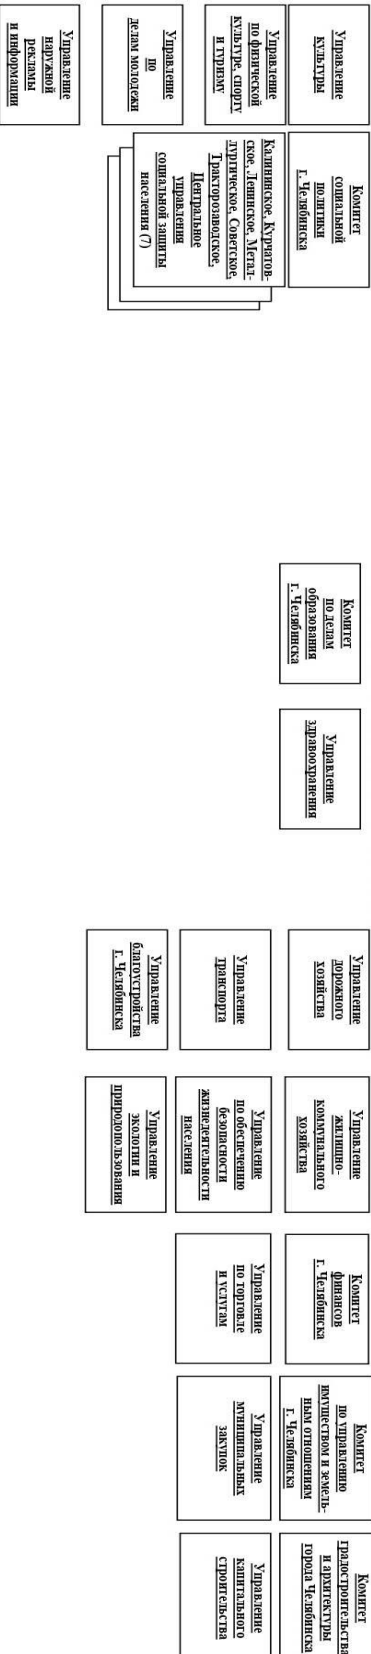 Управление
культуры
Комитет
социальной
политики
г. Челябинска
Комитет
по делам
образования
г. Челябинска
Управление
здравоохранения
Управление
дорожного
хозяйства
Управление
жилищно-
коммунального
хозяйства
Комитет
финансов
г. Челябинска
Комитет
по управлению
имуществом и земель-
ным отношениям
г. Челябинска
Комитет
градостроительства
и архитектуры
города Челябинска
Управление
по физической
культуре, спорту
и туризму
Калининское, Курчатов-
ское, Ленинское, Метал-
лургическое, Советское,
Тракторозаводское,
Центральное
управления
социальной защиты
населения (7)
Управление
транспорта
Управление
по обеспечению
безопасности
жизнедеятельности
населения
Управление
по торговле
и услугам
Управление
муниципальных
закупок
Управление
капитального
строительства
Управление
по
делам молодежи
Управление
благоустройства
г. Челябинска
Управление
экологии и
природопользования
Управление
наружной
рекламы
и информации